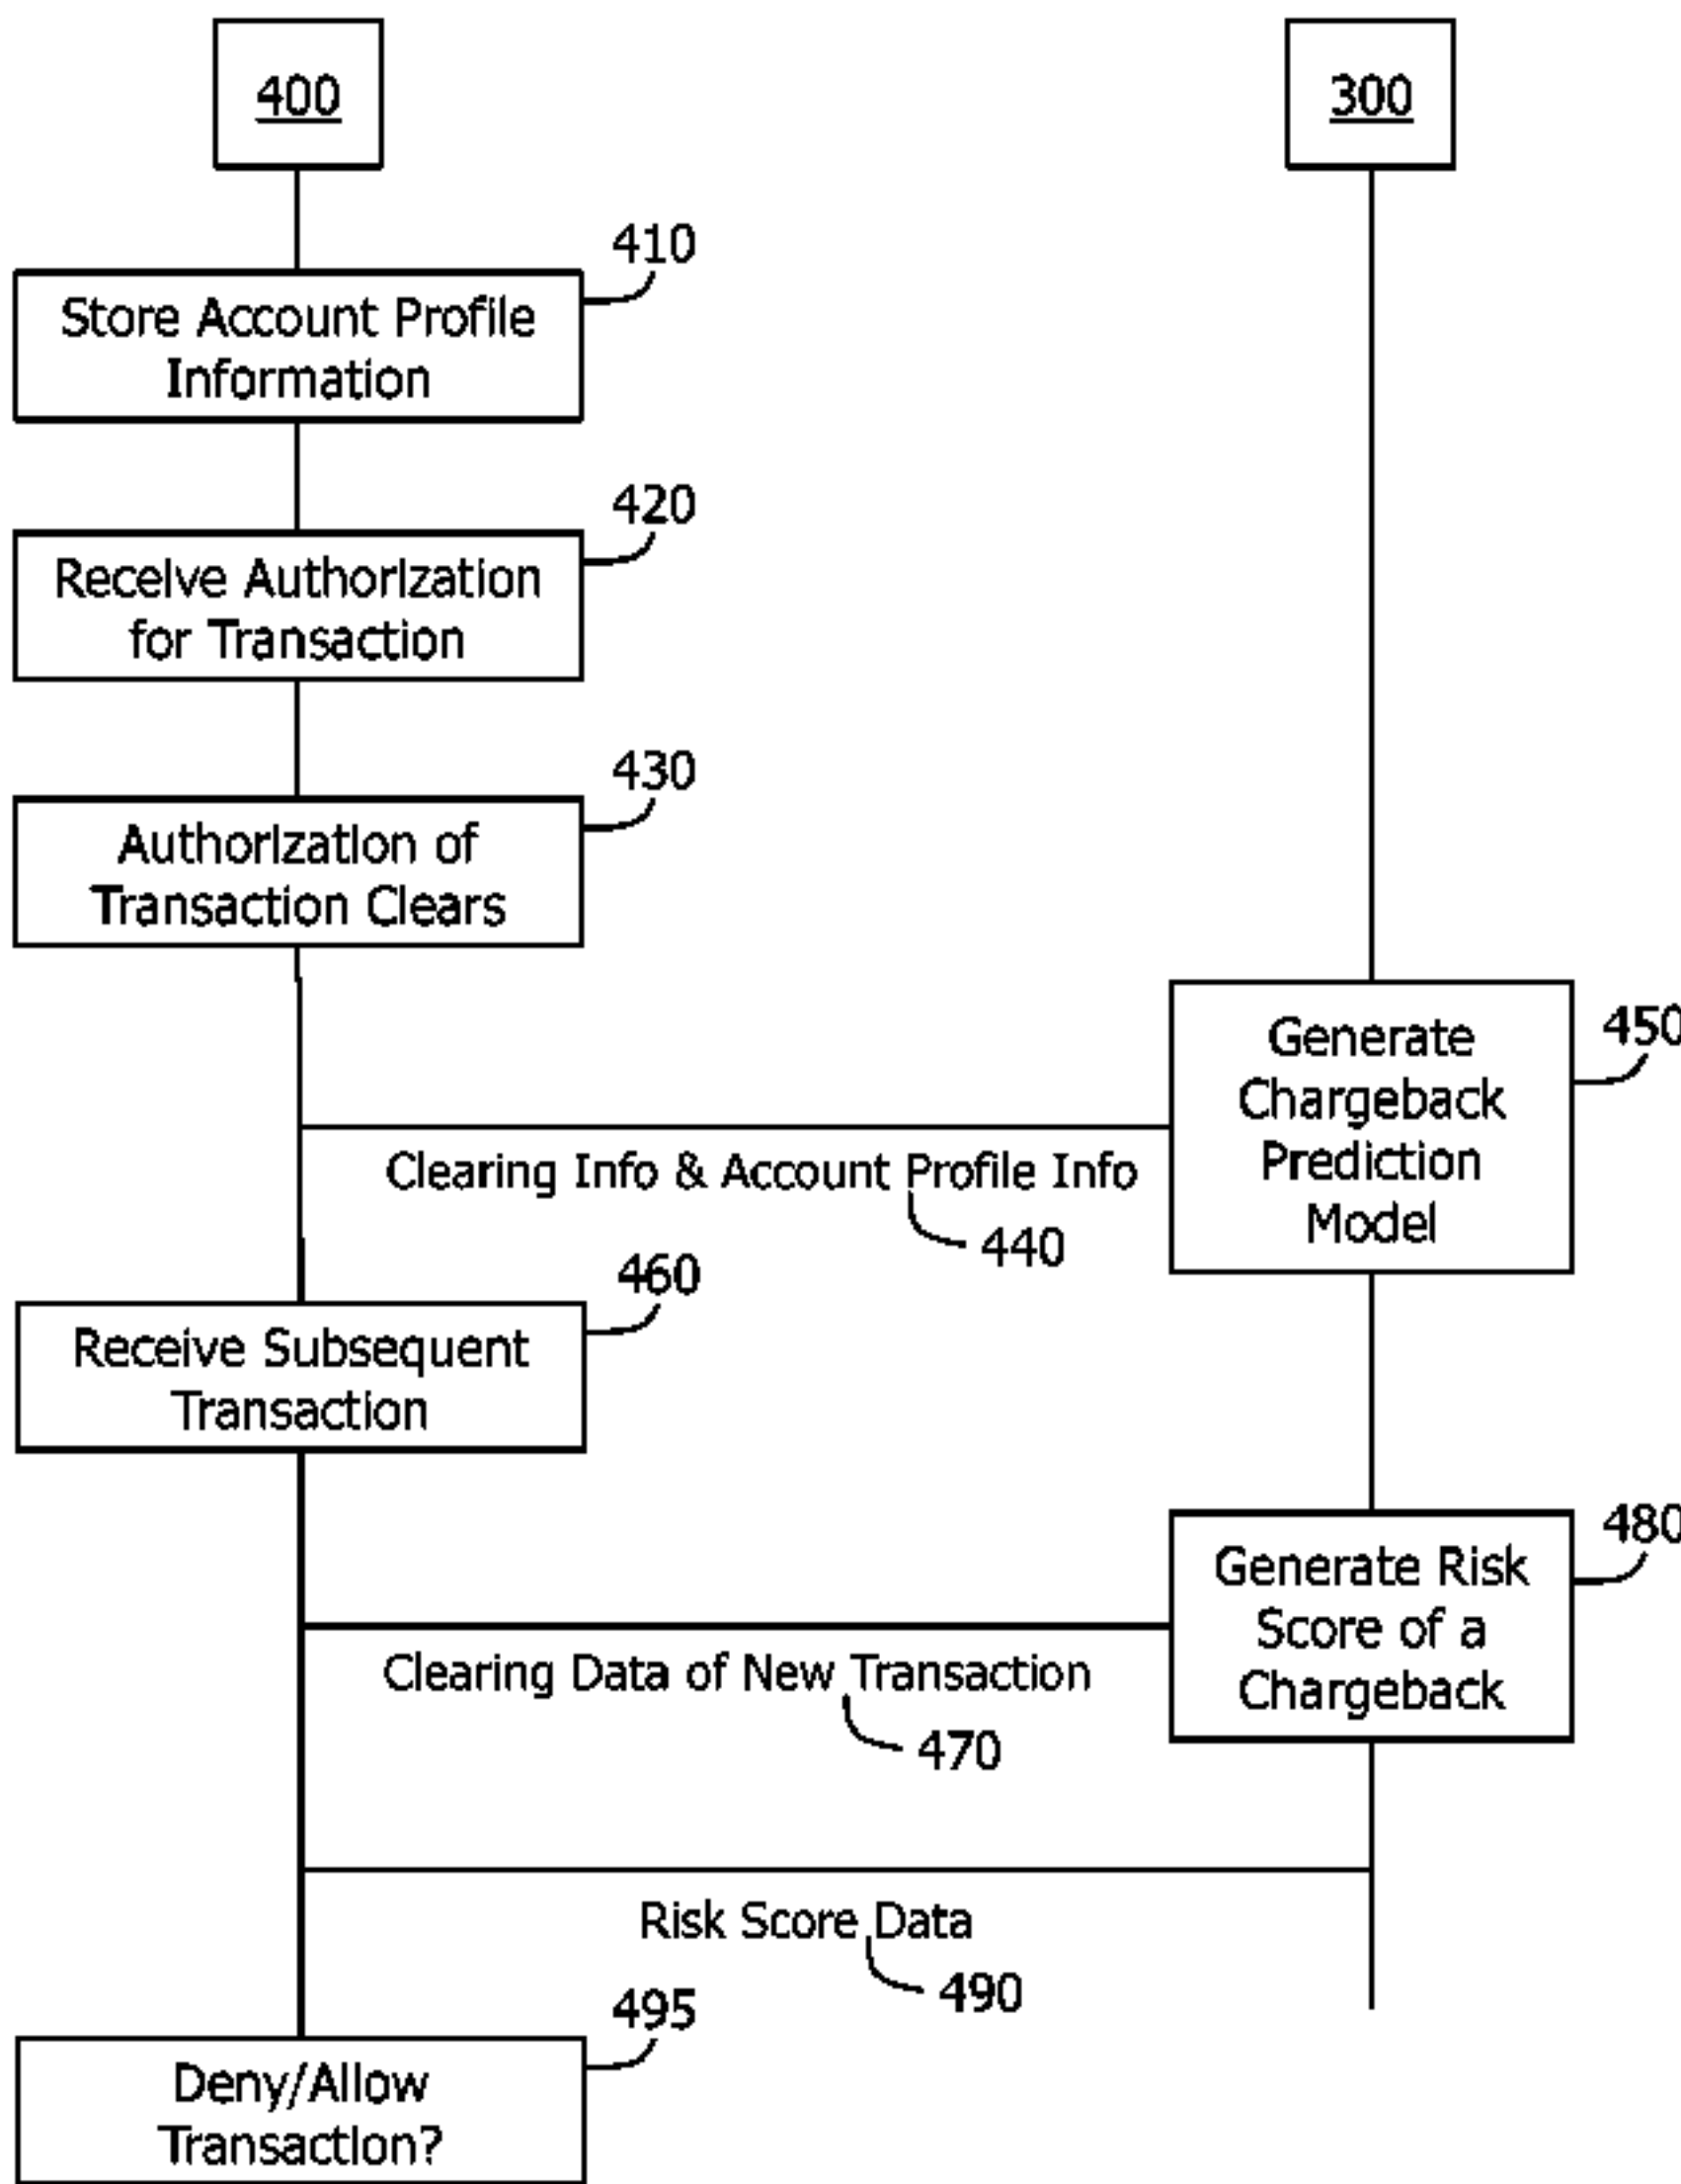 400
300
410
Store Account Profile
Information
420
Receive Authorization
for Transaction
430
Authorization of
Transaction Clears
450
Generate
Chargeback
Prediction
Model
Clearing Info & Account Profile Info
440
460
Receive Subsequent
Transaction
480
Generate Risk
Score of a
Chargeback
Clearing Data of New Transaction
470
Risk Score Data
490
495
Deny/Allow
Transaction?